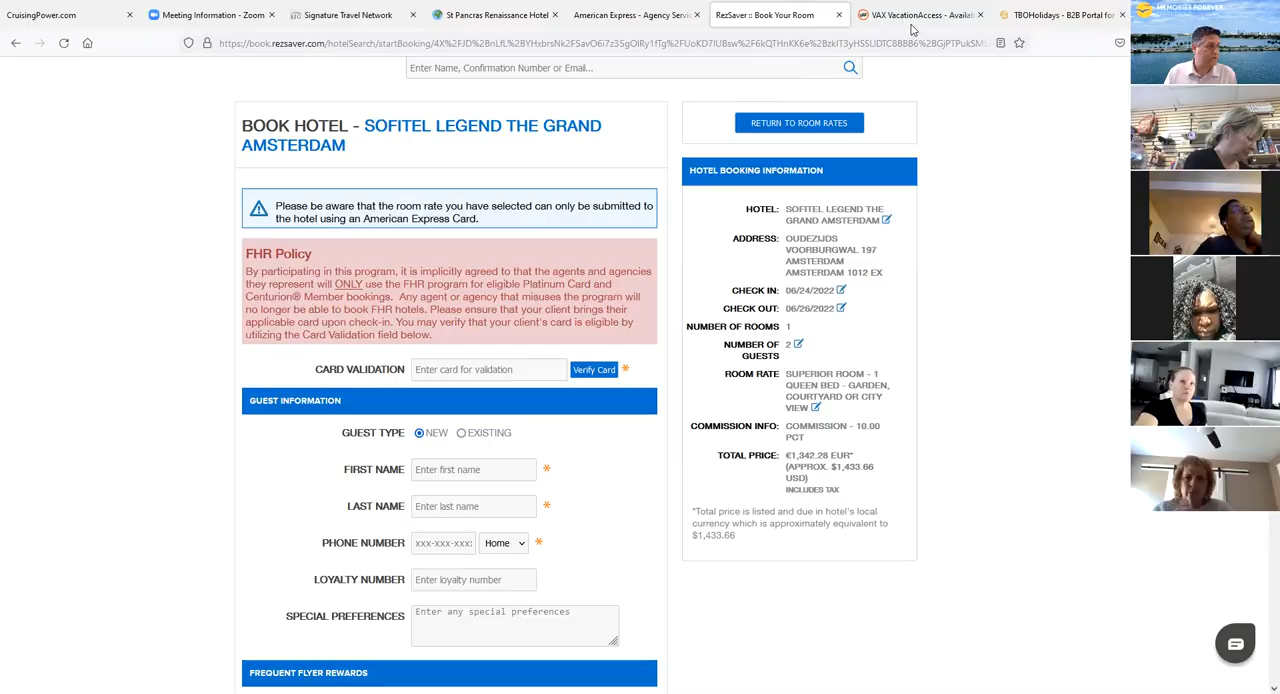 CruisingPower.com
Meeting Information - Zoom
Signature Travel Network
Renaissance Hotel
American Express - Agency Servic
RezSaver :: Book Your Room
VAX VacationAccess - Availab
TBOHolidays - B2B Portal for
MEMORIES FOREVER
Enter Name, Confirmation Number or Email...
BOOK HOTEL - SOFITEL LEGEND THE GRAND
AMSTERDAM
Please be aware that the room rate you have selected can only be submitted to
the hotel using an American Express Card.
FHR Policy
By participating in this program, it is implicitly agreed to that the agents and agencies
they represent will ONLY use the FHR program for eligible Platinum Card and
Centurion® Member bookings. Any agent or agency that misuses the program will
no longer be able to book FHR hotels. Please ensure that your client brings their
applicable card upon check-in. You may verify that your client's card is eligible by
utilizing the Card Validation field below.
CARD VALIDATION Enter card for validation Verify Card *
GUEST INFORMATION
GUEST TYPE NEW EXISTING
FIRST NAME Enter first name *
LAST NAME Enter last name *
PHONE NUMBER xxx-xxx-xxx Home *
LOYALTY NUMBER Enter loyalty number
SPECIAL PREFERENCES Enter any special preferences
FREQUENT FLYER REWARDS
RETURN TO ROOM RATES
HOTEL BOOKING INFORMATION
HOTEL: SOFITEL LEGEND THE
GRAND AMSTERDAM
ADDRESS: OUDEZIJDS
VOORBURGWAL 197
AMSTERDAM
AMSTERDAM 1012 EX
CHECK IN: 06/24/2022
CHECK OUT: 06/26/2022
NUMBER OF ROOMS 1
NUMBER OF 2
GUESTS
ROOM RATE SUPERIOR ROOM - 1
QUEEN BED - GARDEN,
COURTYARD OR CITY
VIEW
COMMISSION INFO: COMMISSION - 10.00
PCT
TOTAL PRICE: €1,342.28 EUR*
(APPROX. $1,433.66
USD)
INCLUDES TAX
*Total price is listed and due in hotel's local
currency which is approximately equivalent to
$1,433.66